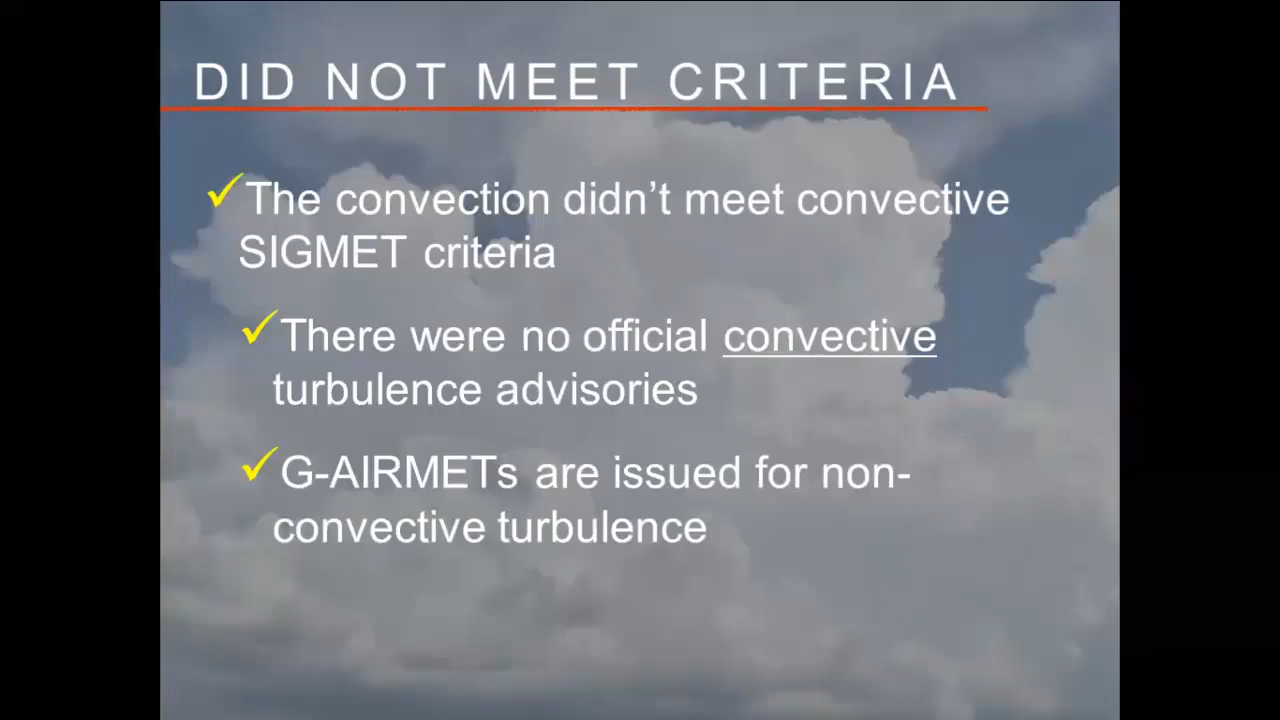 DID NOT MEET CRITERIA
The convection didn’t meet convective
SIGMET criteria
There were no official convective
turbulence advisories
G-AIRMETs are issued for non-
convective turbulence